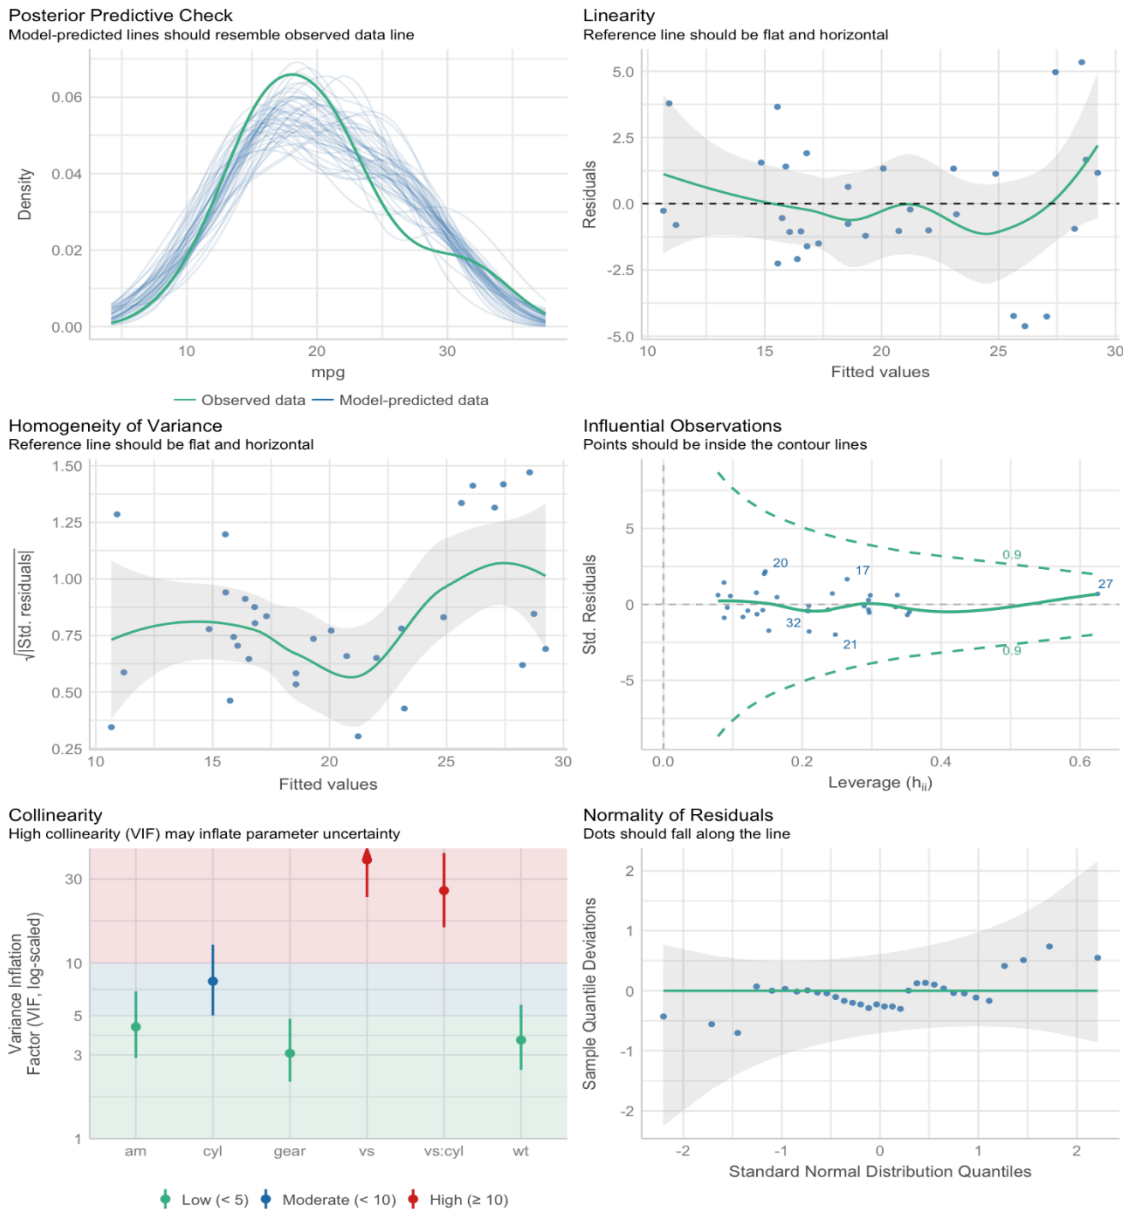 Posterior Predictive Check
Model-predicted lines should resemble observed data line
Density
0.06
0.04
0.02
0.00
10
20
30
mpg
Observed data
Model-predicted data
Linearity
Reference line should be flat and horizontal
Residuals
5.0
2.5
0.0
-2.5
-5.0
10
15
20
25
30
Fitted values
Homogeneity of Variance
Reference line should be flat and horizontal
√|Std. residuals|
1.50
1.25
1.00
0.75
0.50
0.25
10
15
20
25
30
Fitted values
Influential Observations
Points should be inside the contour lines
Std. Residuals
5
0
-5
0.9
20
17
27
32
21
0.9
0.0
0.2
0.4
0.6
Leverage (hii)
Collinearity
High collinearity (VIF) may inflate parameter uncertainty
Variance Inflation
Factor (VIF, log-scaled)
30
10
5
3
1
am
cyl
gear
vs
vs:cyl
wt
Low (< 5)
Moderate (< 10)
High (≥ 10)
Normality of Residuals
Dots should fall along the line
Sample Quantile Deviations
2
1
0
-1
-2
-2
-1
0
1
2
Standard Normal Distribution Quantiles